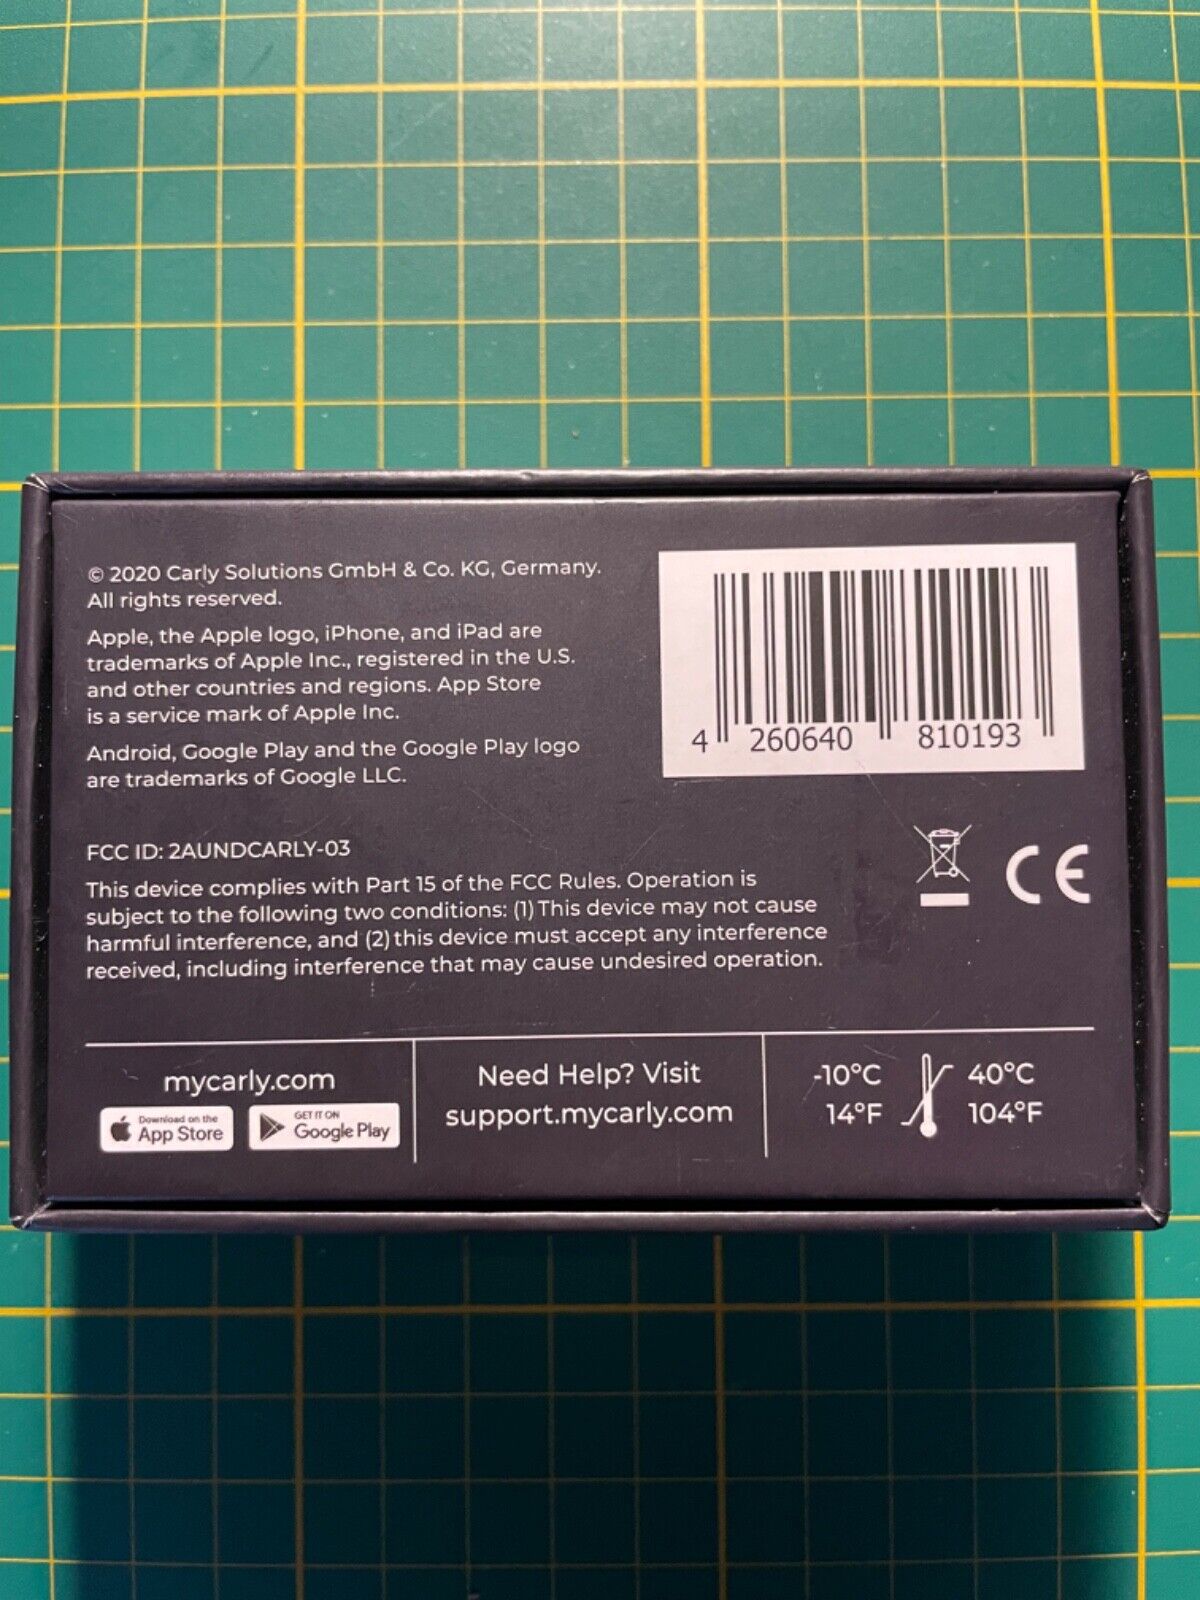 © 2020 Carly Solutions GmbH & Co. KG, Germany.
All rights reserved.
Apple, the Apple logo, iPhone, and iPad are
trademarks of Apple Inc., registered in the U.S.
and other countries and regions. App Store
is a service mark of Apple Inc.
Android, Google Play and the Google Play logo
are trademarks of Google LLC.
4 260640 810193
FCC ID: 2AUNDCARLY-03
This device complies with Part 15 of the FCC Rules. Operation is
subject to the following two conditions: (1) This device may not cause
harmful interference, and (2) this device must accept any interference
received, including interference that may cause undesired operation.
CE
mycarly.com
Download on the
App Store
GET IT ON
Google Play
Need Help? Visit
support.mycarly.com
-10°C 40°C
14°F 104°F